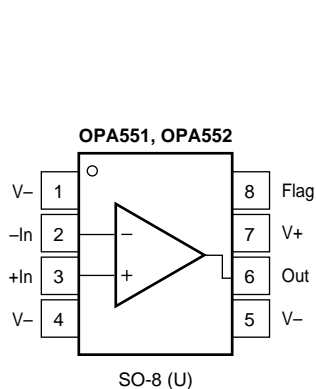 OPA551, OPA552
V– 1 8 Flag
–In 2 – 7 V+
+In 3 + 6 Out
V– 4 5 V–
SO-8 (U)